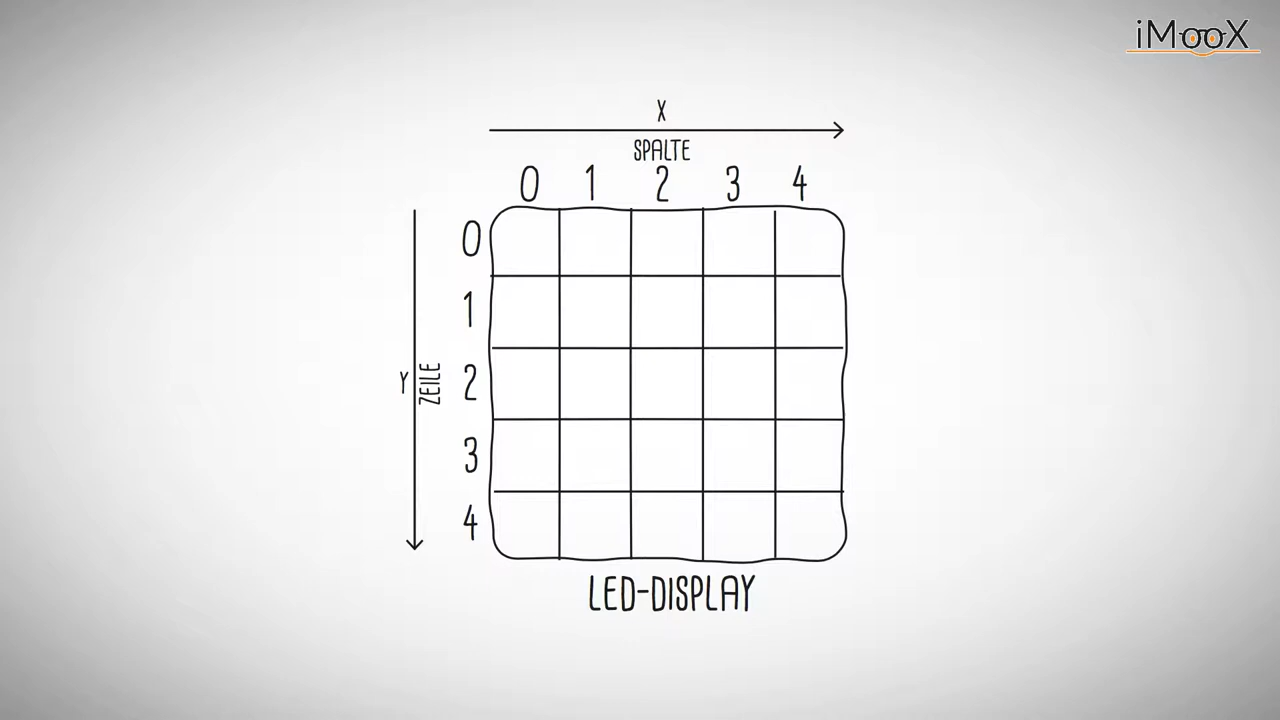 iMooX
X
SPALTE
0 1 2 3 4
0
1
Y ZEILE 2
3
4
LED-DISPLAY